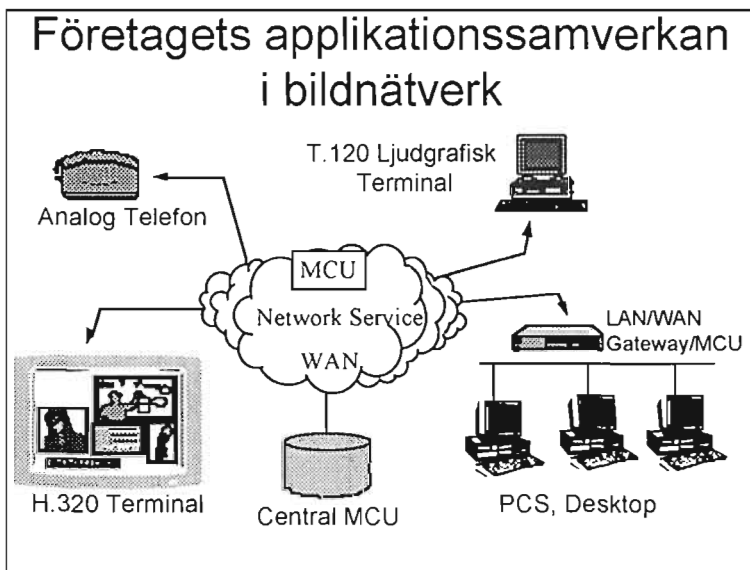 Företagets applikationssamverkan
i bildnätverk
T.120 Ljudgrafisk
Terminal
Analog Telefon
MCU
Network Service
WAN
LAN/WAN
Gateway/MCU
H.320 Terminal
Central MCU
PCS, Desktop